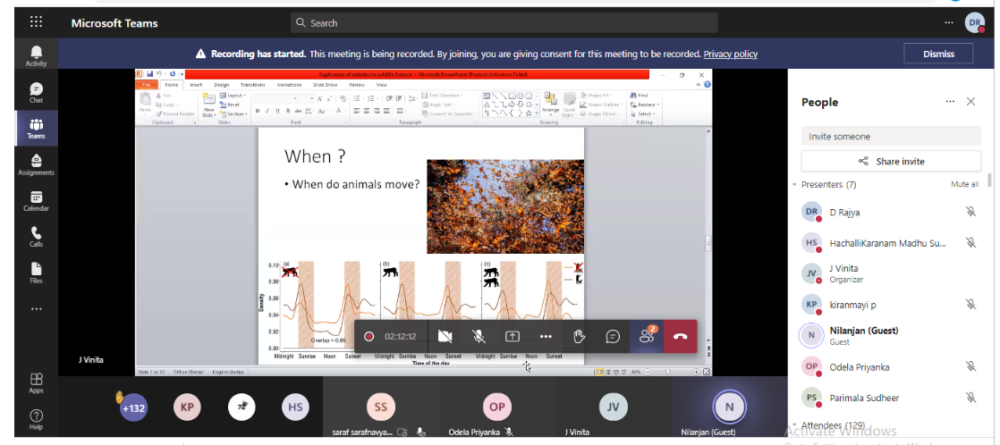 Microsoft Teams
Search
...
DR
Recording has started. This meeting is being recorded. By joining, you are giving consent for this meeting to be recorded. Privacy policy
Dismiss
Activity
Chat
Teams
Assignments
Calendar
Calls
Files
...
Apps
Help
Application of statistics in wildlife Science - Microsoft PowerPoint (Product Activation Failed)
File Home Insert Design Transitions Animations Slide Show Review View
Paste
Cut
Copy
Format Painter
Clipboard
New
Slide
Layout
Reset
Section
Slides
Font
Text Direction
Align Text
Convert to SmartArt
Paragraph
Arrange
Quick
Styles
Shape Fill
Shape Outline
Shape Effects
Drawing
Find
Replace
Select
Editing
When ?
• When do animals move?
(a)
(b)
(c)
Density
0.10
0.08
0.06
0.04
0.02
0.00
Overlap = 0.85
Midnight Sunrise Noon Sunset
Midnight Sunrise Noon Sunset
Midnight Sunrise Noon Sunset
Time of the day
02:12:12
2
Slide 7 of 52 "Office Theme" English (India)
J Vinita
+132
KP
HS
SS
saraf sarafnavya...
OP
Odela Priyanka
JV
J Vinita
N
Nilanjan (Guest)
People
Invite someone
Share invite
Presenters (7)
Mute all
DR D Rajya
HS HachalliKaranam Madhu Su...
JV J Vinita
Organizer
KP kiranmayi p
N Nilanjan (Guest)
Guest
OP Odela Priyanka
PS Parimala Sudheer
Attendees (129)
Activate Windows